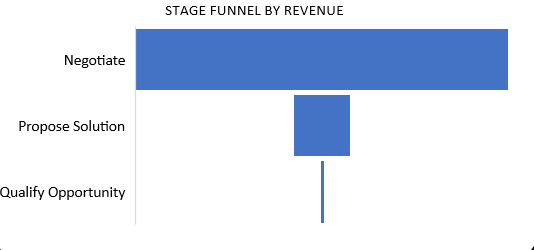 STAGE FUNNEL BY REVENUE
Negotiate
Propose Solution
Qualify Opportunity